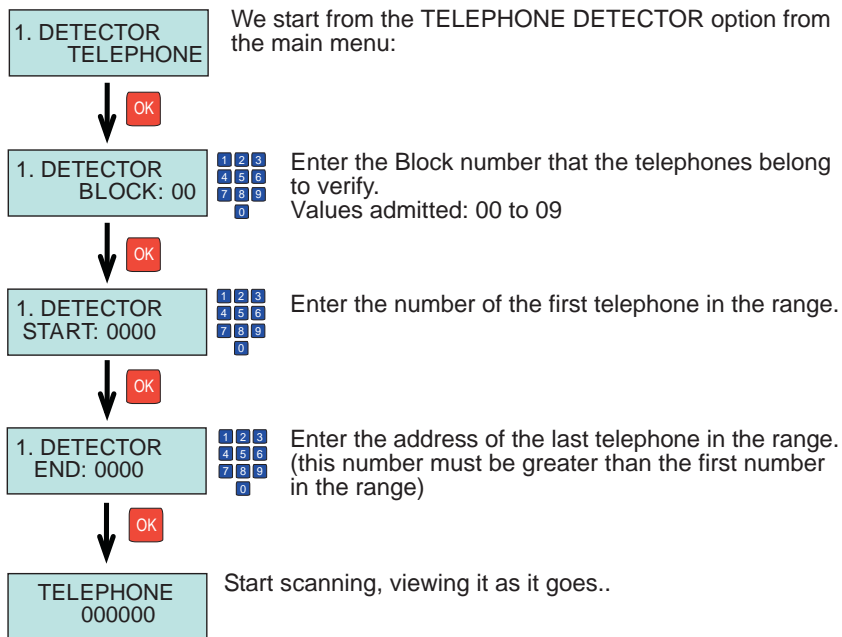 1. DETECTOR
TELEPHONE
We start from the TELEPHONE DETECTOR option from
the main menu:
OK
1. DETECTOR
BLOCK: 00
1 2 3
4 5 6
7 8 9
0
Enter the Block number that the telephones belong
to verify.
Values admitted: 00 to 09
OK
1. DETECTOR
START: 0000
1 2 3
4 5 6
7 8 9
0
Enter the number of the first telephone in the range.
OK
1. DETECTOR
END: 0000
1 2 3
4 5 6
7 8 9
0
Enter the address of the last telephone in the range.
(this number must be greater than the first number
in the range)
OK
TELEPHONE
000000
Start scanning, viewing it as it goes..